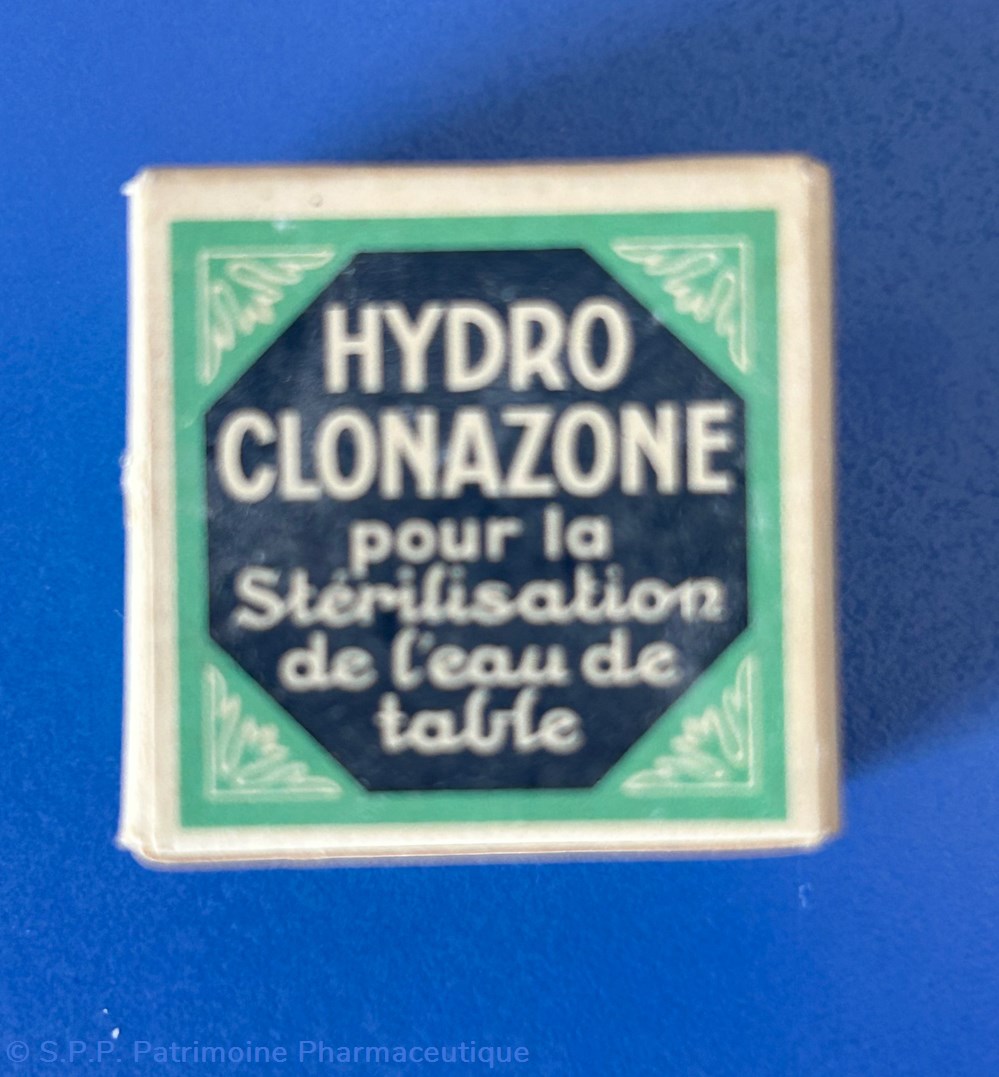 HYDRO
CLONAZONE
pour la
Stérilisation
de l'eau de
table
© S.P.P. Patrimoine Pharmaceutique